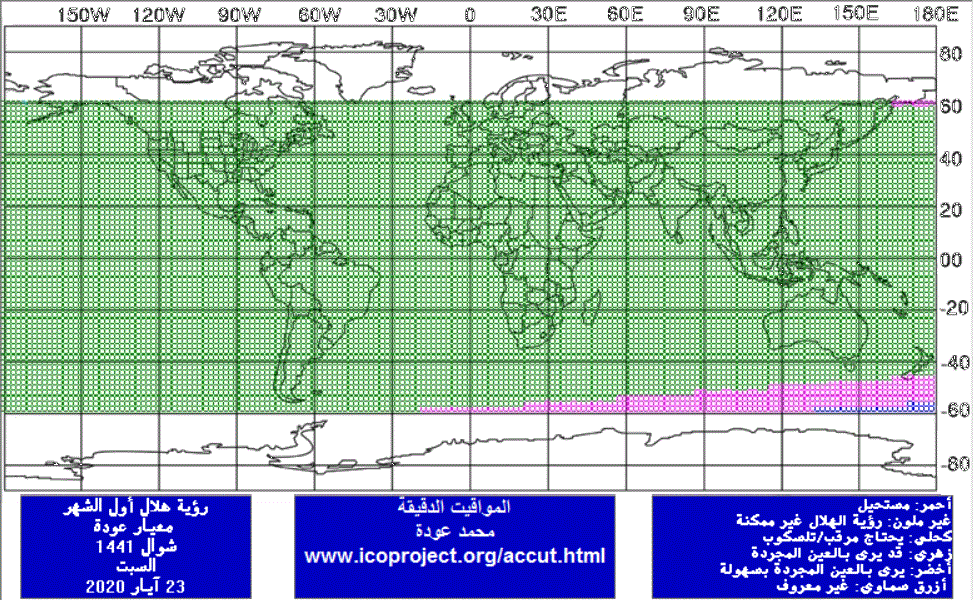 150W 120W 90W 60W 30W 0 30E 60E 90E 120E 150E 180E
80
60
40
20
00
-20
-40
-60
-80
رؤية هلال أول الشهر
معيار عودة
شوال 1441
السبت
23 آيار 2020
المواقيت الدقيقة
محمد عودة
www.icoproject.org/accut.html
أحمر: مستحيل
غير ملون: رؤية الهلال غير ممكنة
كحلي: يحتاج مرقب/تلسكوب
زهري: قد يرى بالعين المجردة
أخضر: يرى بالعين المجردة بسهولة
أزرق سماوي: غير معروف